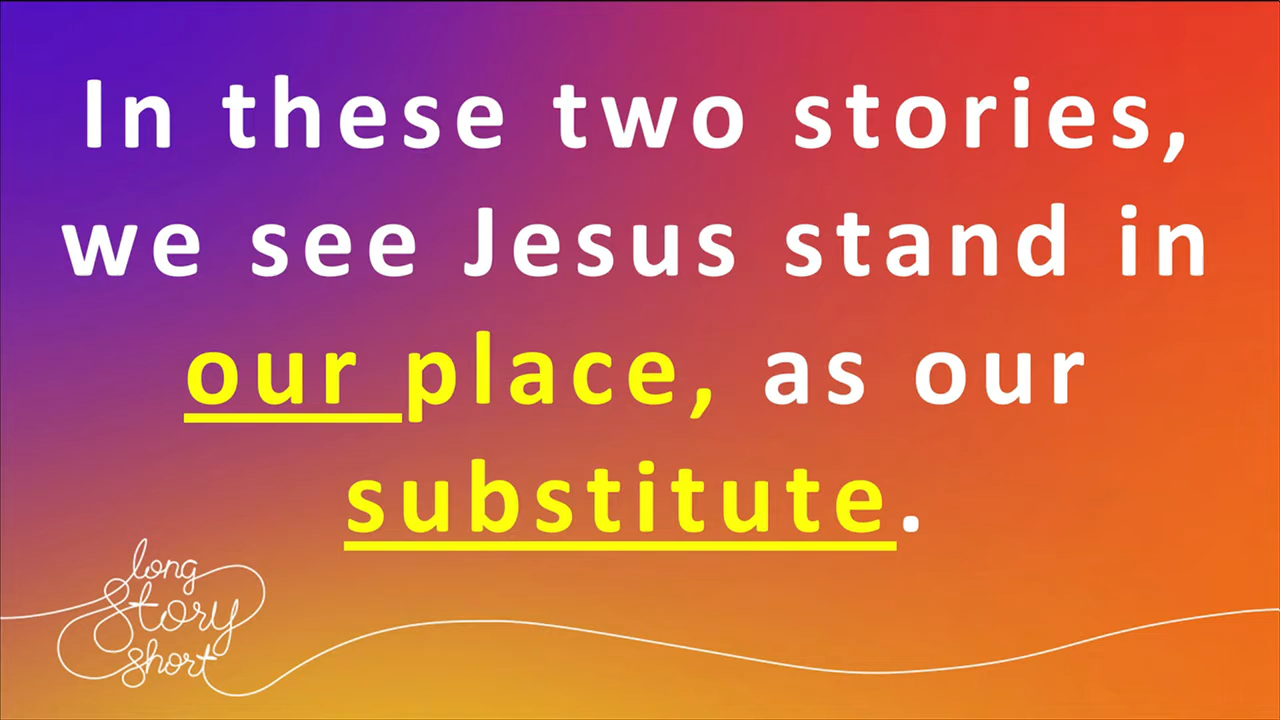 In these two stories,
we see Jesus stand in
our place, as our
substitute.
long
story
short